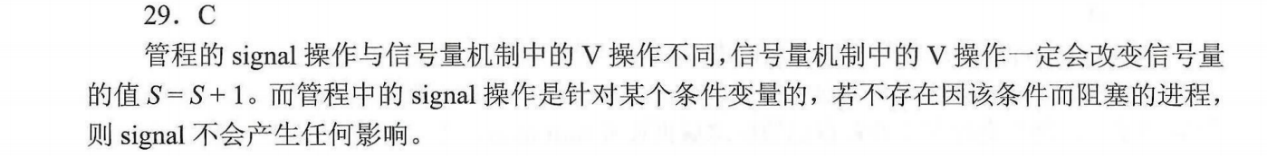 29．C
管程的 signal 操作与信号量机制中的 V 操作不同，信号量机制中的 V 操作一定会改变信号量
的值 S = S + 1。而管程中的 signal 操作是针对某个条件变量的，若不存在因该条件而阻塞的进程，
则 signal 不会产生任何影响。